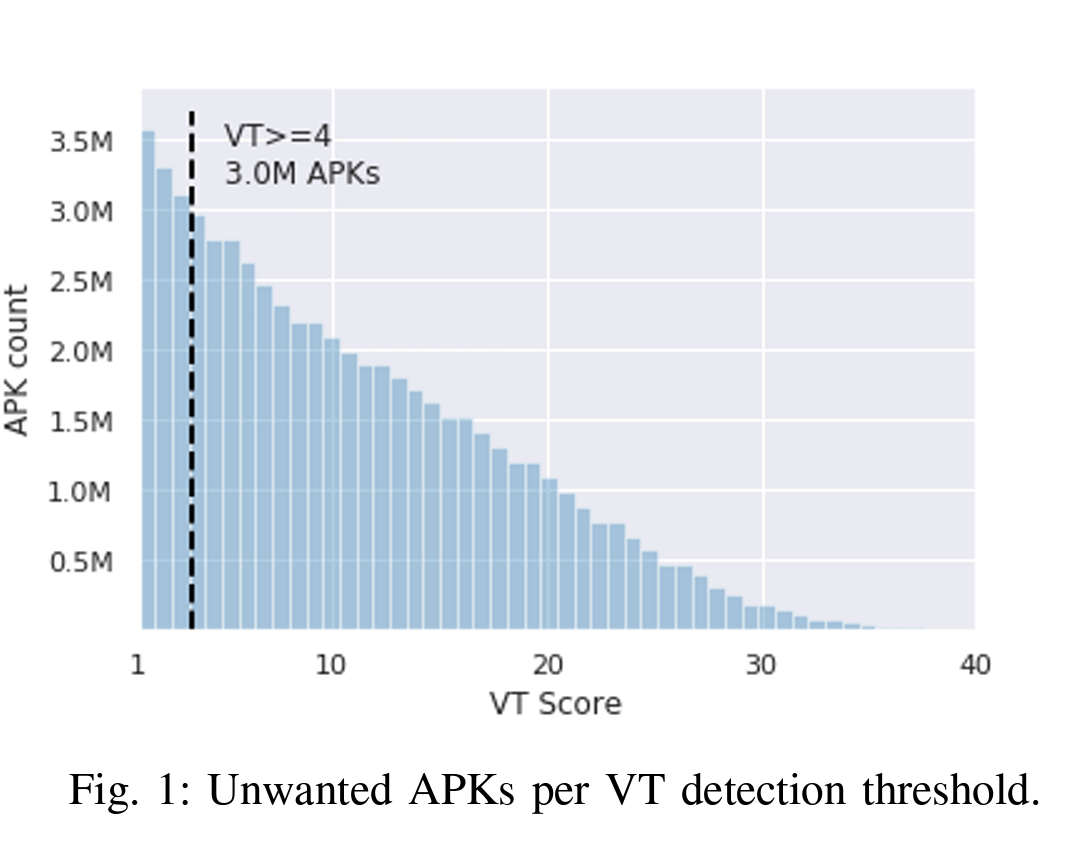 VT>=4
3.0M APKs
3.5M
3.0M
2.5M
2.0M
1.5M
1.0M
0.5M
APK count
1 10 20 30 40
VT Score
Fig. 1: Unwanted APKs per VT detection threshold.